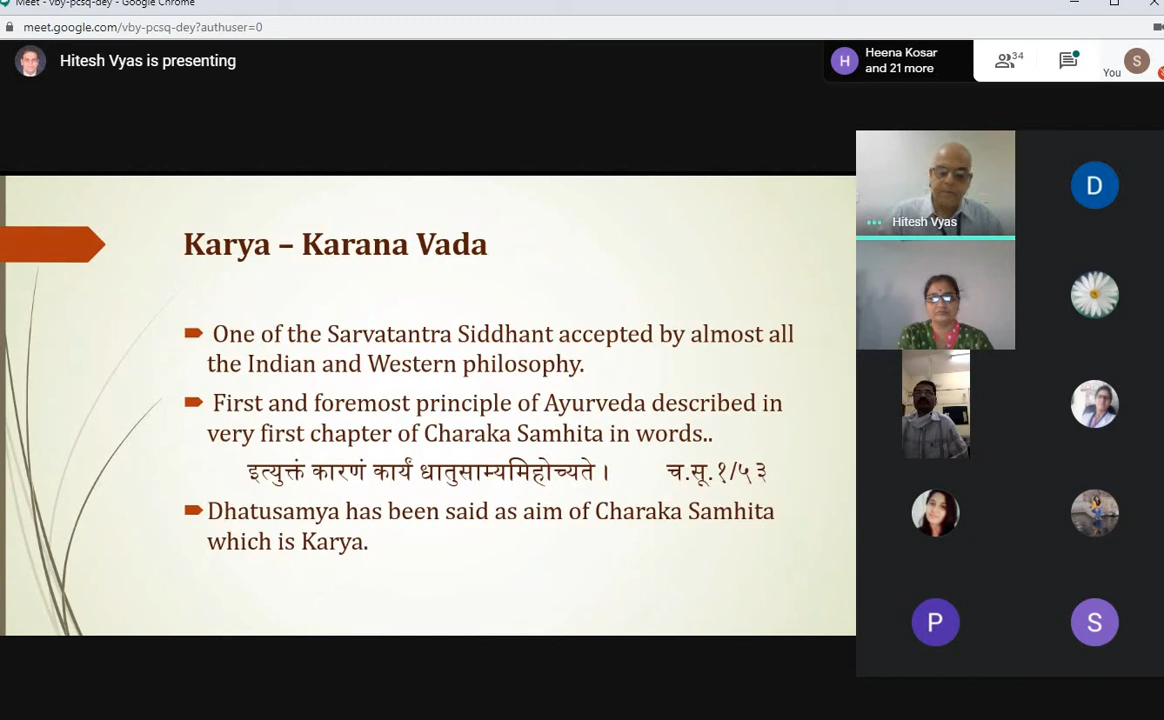 Meet - vby-pcsq-dey - Google Chrome
meet.google.com/vby-pcsq-dey?authuser=0
Hitesh Vyas is presenting
H
Heena Kosar
and 21 more
34
You
S
Karya – Karana Vada
One of the Sarvatantra Siddhant accepted by almost all
the Indian and Western philosophy.
First and foremost principle of Ayurveda described in
very first chapter of Charaka Samhita in words..
इत्युक्तं कारणं कार्यं धातुसाम्यमिहोच्यते । च.सू.१/५३
Dhatusamya has been said as aim of Charaka Samhita
which is Karya.
Hitesh Vyas
D
P
S